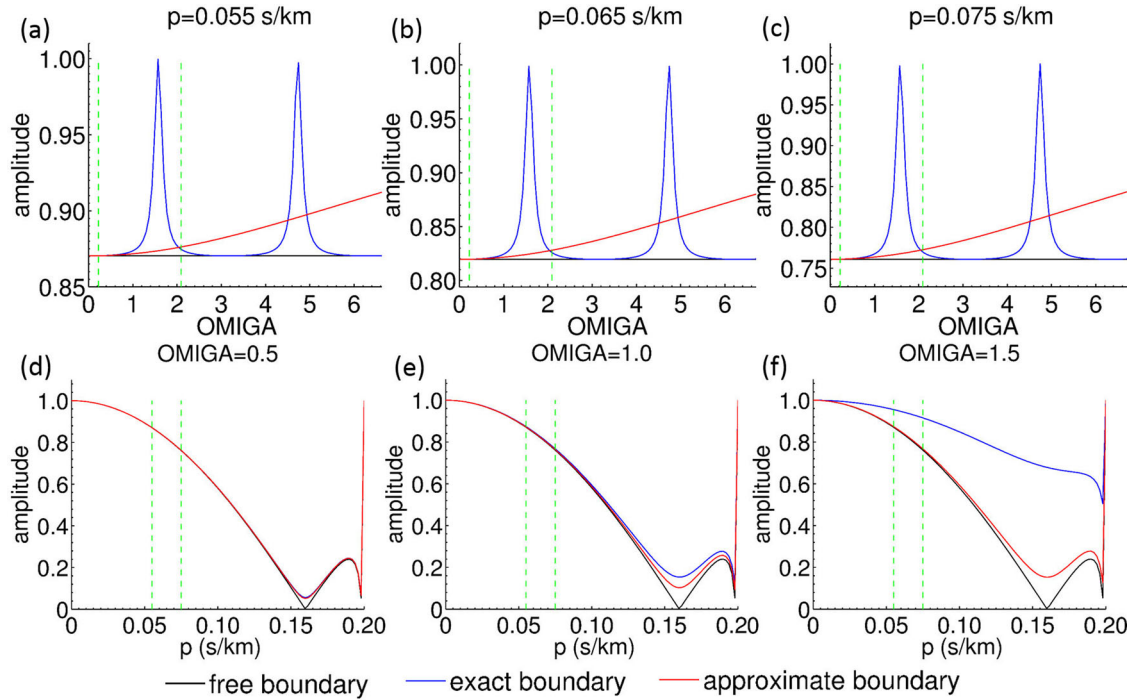 (a) p=0.055 s/km
(b) p=0.065 s/km
(c) p=0.075 s/km
amplitude
1.00
0.95
0.90
0.85
0 1 2 3 4 5 6
OMIGA
amplitude
1.00
0.95
0.90
0.85
0.80
0 1 2 3 4 5 6
OMIGA
amplitude
1.00
0.95
0.90
0.85
0.80
0.75
0 1 2 3 4 5 6
OMIGA
(d) OMIGA=0.5
(e) OMIGA=1.0
(f) OMIGA=1.5
amplitude
1.0
0.8
0.6
0.4
0.2
0
0 0.05 0.10 0.15 0.20
p (s/km)
amplitude
1.0
0.8
0.6
0.4
0.2
0
0 0.05 0.10 0.15 0.20
p (s/km)
amplitude
1.0
0.8
0.6
0.4
0.2
0
0 0.05 0.10 0.15 0.20
p (s/km)
free boundary exact boundary approximate boundary